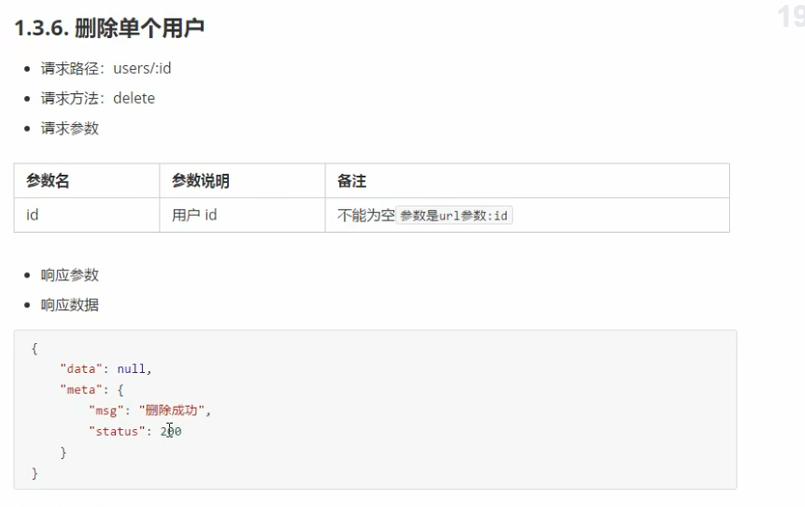 19
1.3.6. 删除单个用户
请求路径：users/:id
请求方法：delete
请求参数
参数名 参数说明 备注
id 用户 id 不能为空 参数是url参数:id
响应参数
响应数据
{
"data": null,
"meta": {
"msg": "删除成功",
"status": 200
}
}